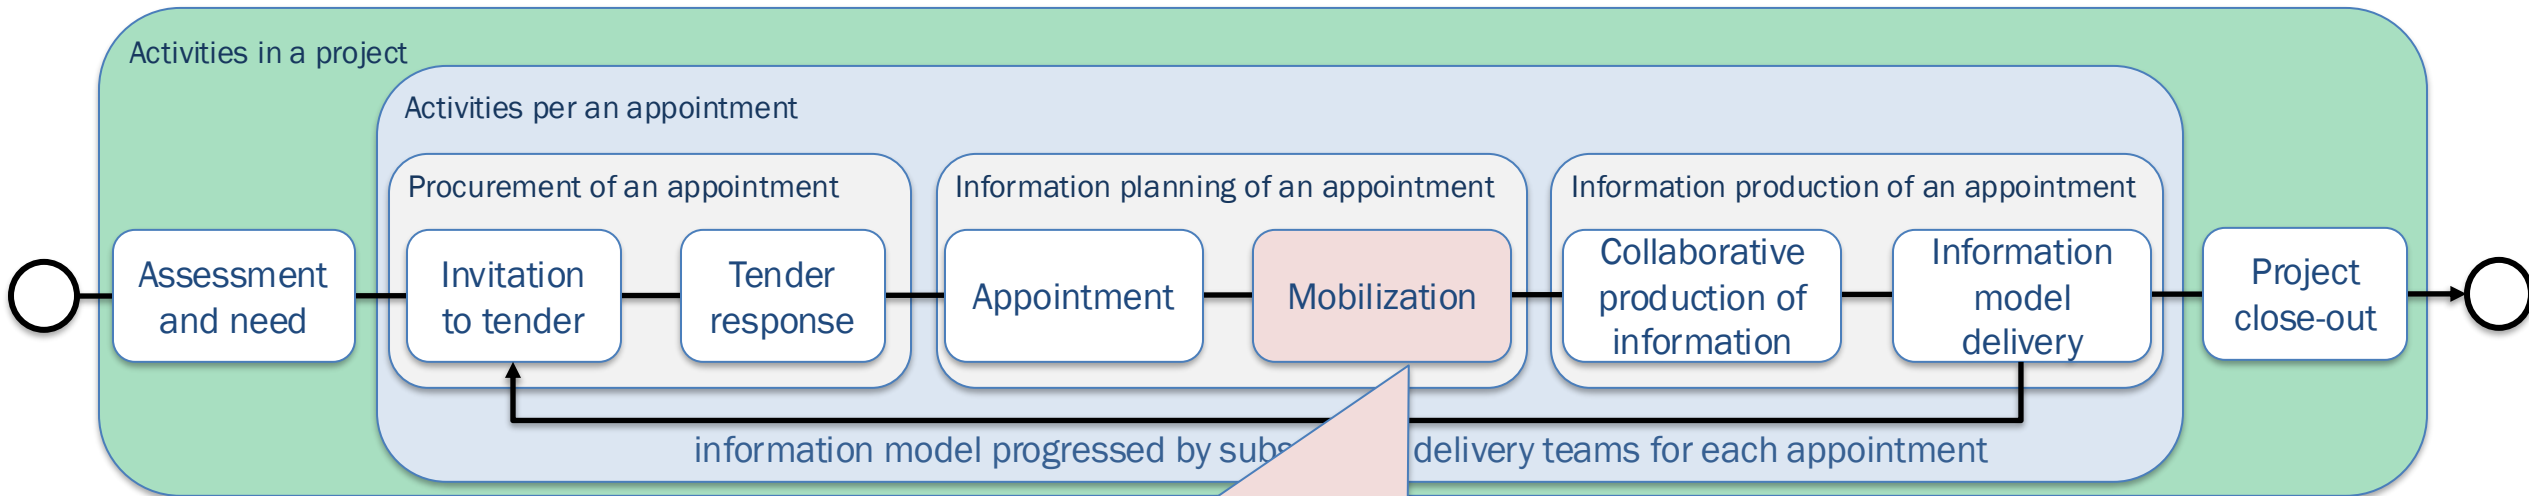 Activities in a project
Activities per an appointment
Procurement of an appointment
Information planning of an appointment
Information production of an appointment
Assessment
and need
Invitation
to tender
Tender
response
Appointment
Mobilization
Collaborative
production of
information
Information
model
delivery
Project
close-out
information model progressed by delivery teams for each appointment